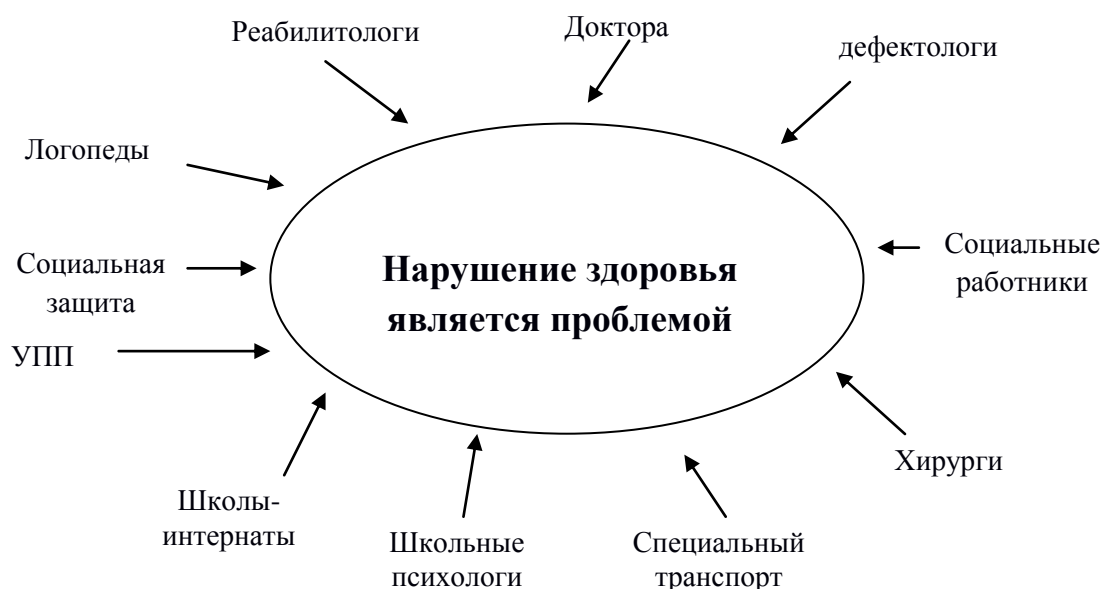 Реабилитологи
Доктора
дефектологи
Логопеды
Социальная
защита
Нарушение здоровья
является проблемой
Социальные
работники
УПП
Хирурги
Школы-
интернаты
Школьные
психологи
Специальный
транспорт